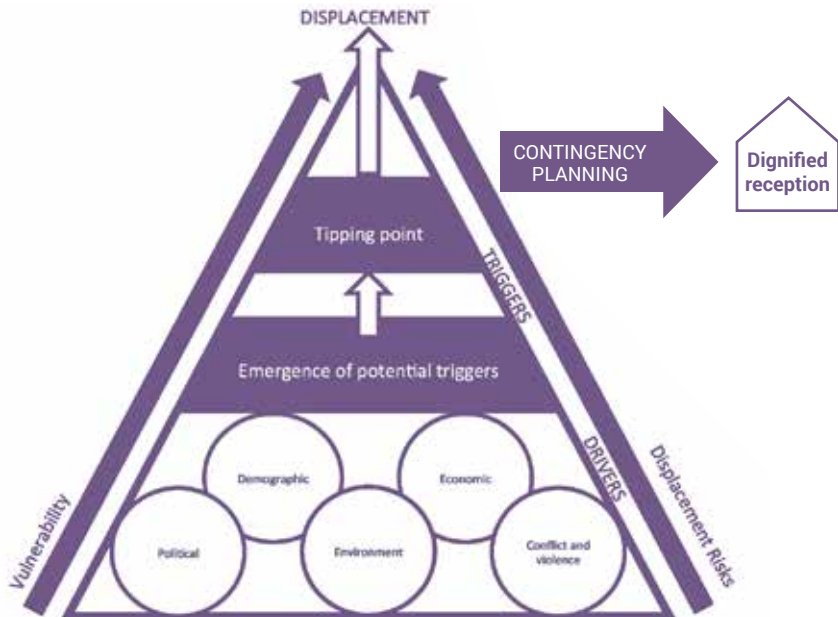 DISPLACEMENT
CONTINGENCY
PLANNING
Dignified
reception
Tipping point
TRIGGERS
Emergence of potential triggers
Demographic
Economic
DRIVERS
Political
Environment
Conflict and
violence
Vulnerability
Displacement Risks